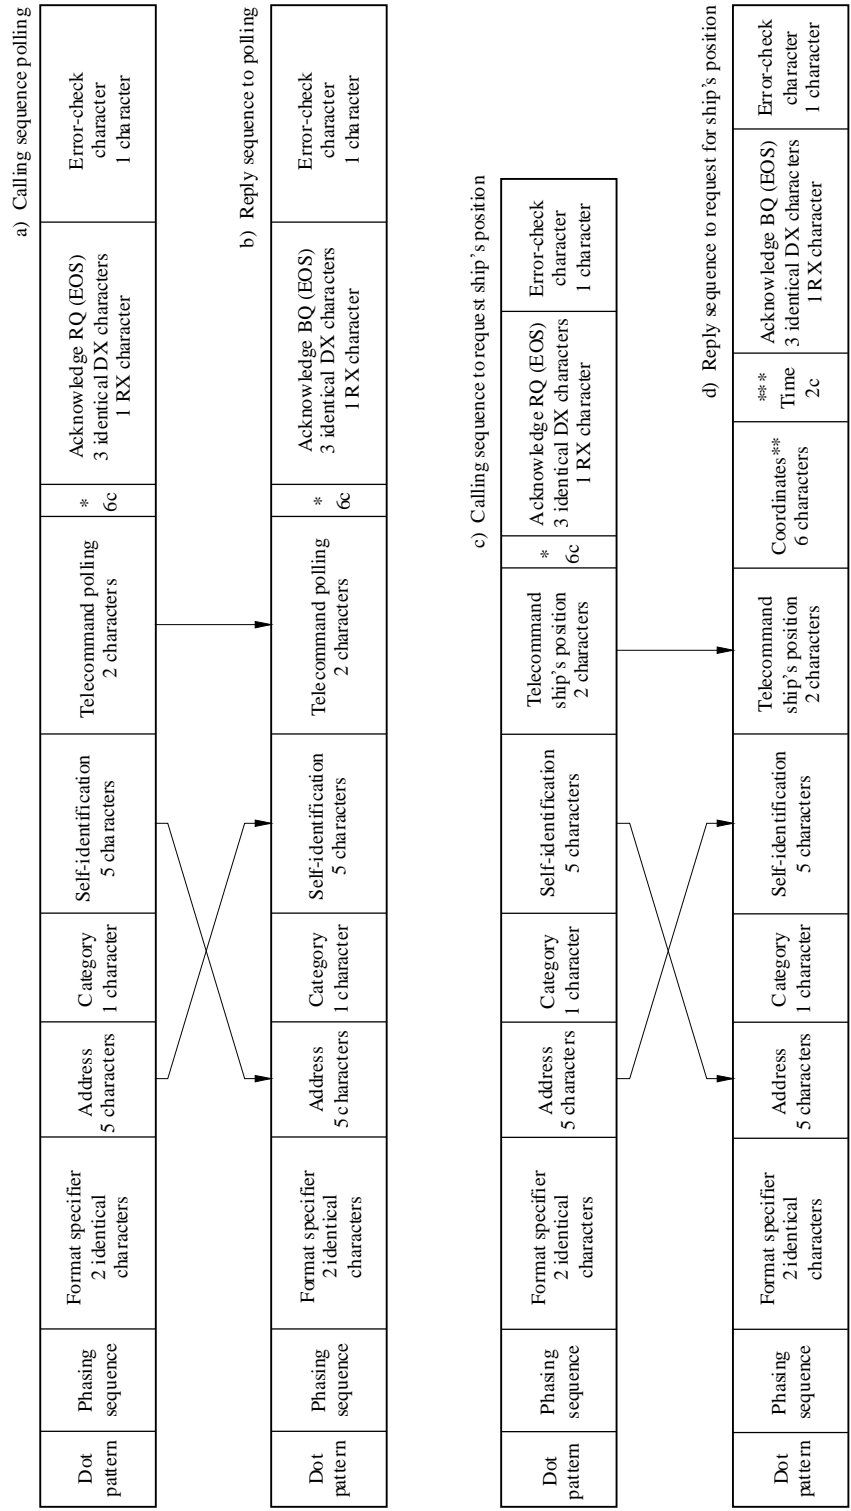 Dot
pattern
Phasing
sequence
Format specifier
2 identical
characters
Address
5 characters
Category
1 character
Self-identification
5 characters
Telecommand polling
2 characters
*
6c
Acknowledge RQ (EOS)
3 identical DX characters
1 RX character
Error-check
character
1 character
a) Calling sequence polling
Dot
pattern
Phasing
sequence
Format specifier
2 identical
characters
Address
5 characters
Category
1 character
Self-identification
5 characters
Telecommand polling
2 characters
*
6c
Acknowledge BQ (EOS)
3 identical DX characters
1 RX character
Error-check
character
1 character
b) Reply sequence to polling
Dot
pattern
Phasing
sequence
Format specifier
2 identical
characters
Address
5 characters
Category
1 character
Self-identification
5 characters
Telecommand
ship's position
2 characters
*
6c
Acknowledge RQ (EOS)
3 identical DX characters
1 RX character
Error-check
character
1 character
c) Calling sequence to request ship's position
Dot
pattern
Phasing
sequence
Format specifier
2 identical
characters
Address
5 characters
Category
1 character
Self-identification
5 characters
Telecommand
ship's position
2 characters
Coordinates**
6 characters
***
Time
2c
Acknowledge BQ (EOS)
3 identical DX characters
1 RX character
Error-check
character
1 character
d) Reply sequence to request for ship's position